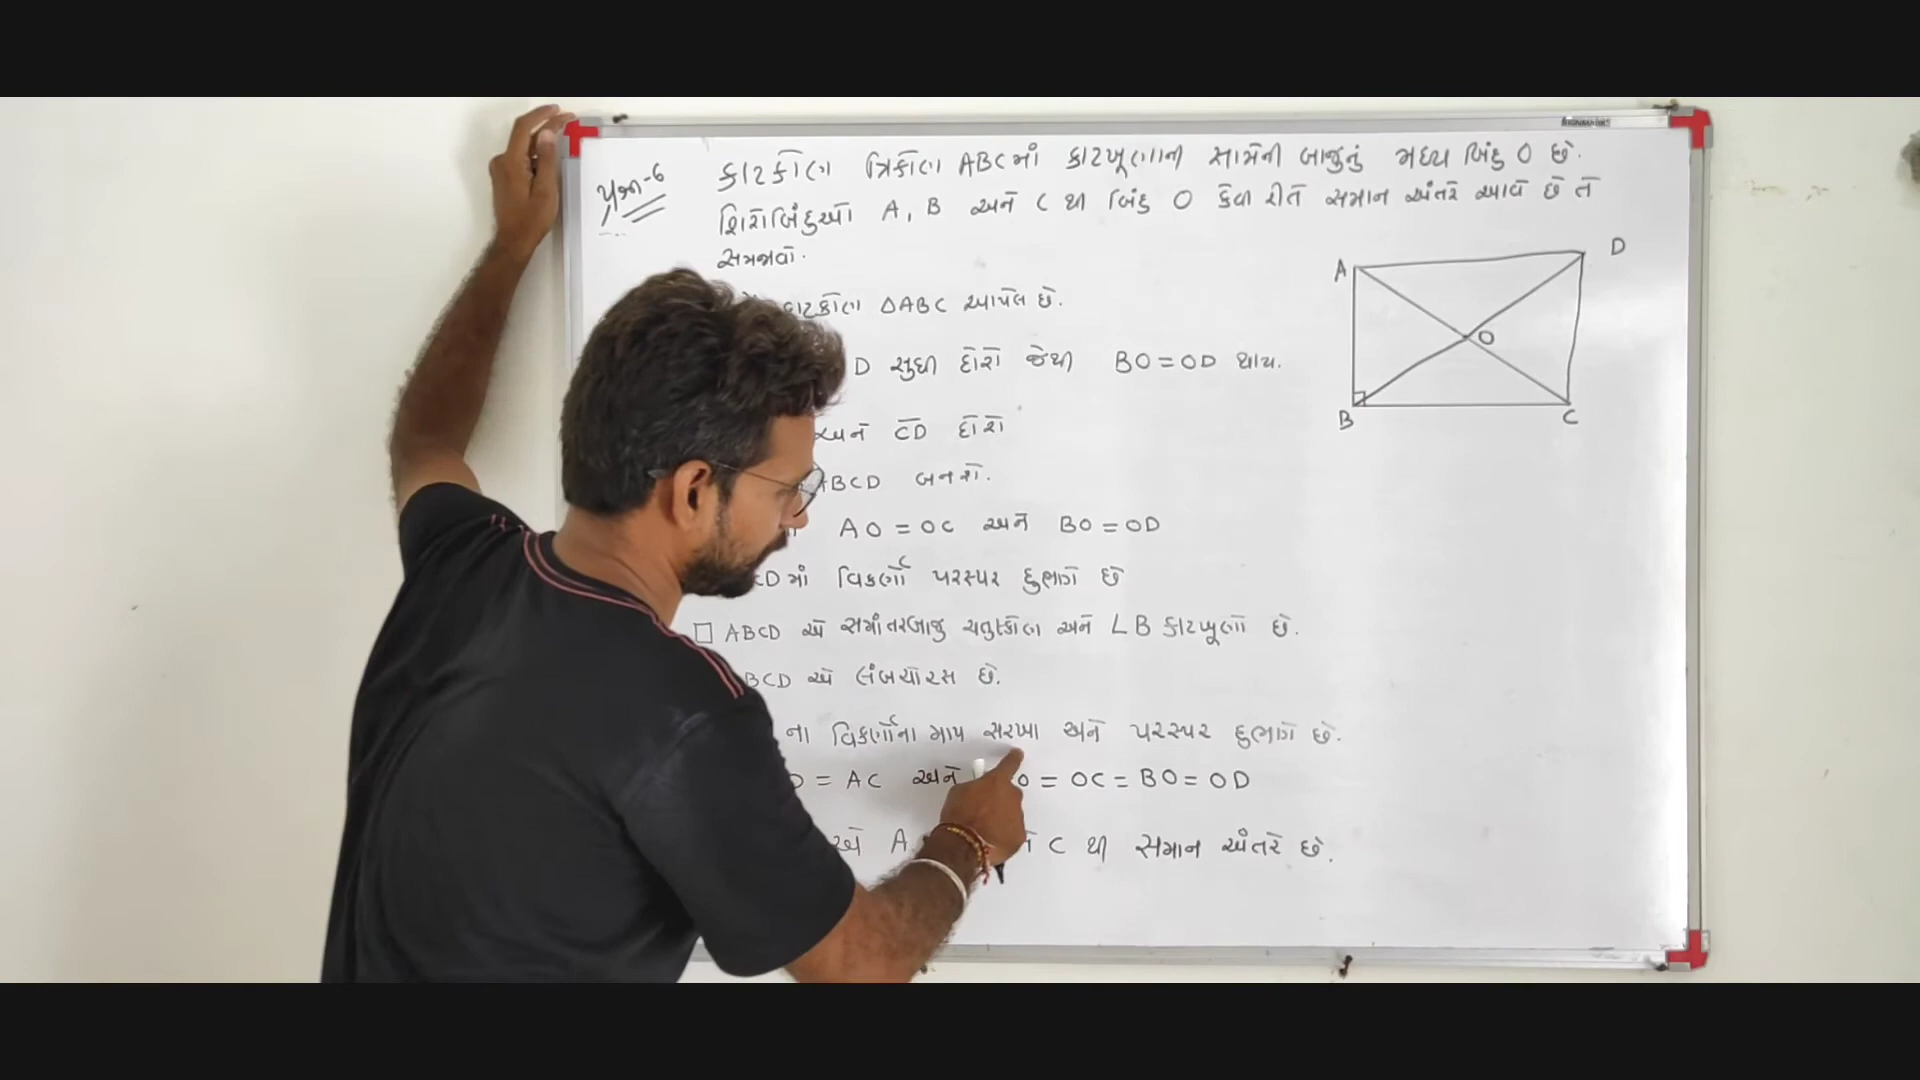 પ્રશ્ન-6
કાટકોણ ત્રિકોણ ABCમાં કાટખૂણાની સામેની બાજુનું મધ્ય બિંદુ O છે.
શિરોબિંદુઓ A, B અને C થી બિંદુ O કેવી રીતે સમાન અંતરે આવે છે તે
સમજાવો.
A
D
O
B
C
કાટકોણ △ABC આપેલ છે.
D સુધી દોરો જેથી BO = OD થાય.
અને CD દોરો
ABCD બનશે.
AO = OC અને BO = OD
CDમાં વિકર્ણો પરસ્પર દુભાગે છે
□ ABCD એ સમાંતરબાજુ ચતુષ્કોણ અને ∠B કાટખૂણો છે.
BCD એ લંબચોરસ છે.
ના વિકર્ણોના માપ સરખા અને પરસ્પર દુભાગે છે.
D = AC અને O = OC = BO = OD
એ A, C થી સમાન અંતરે છે.